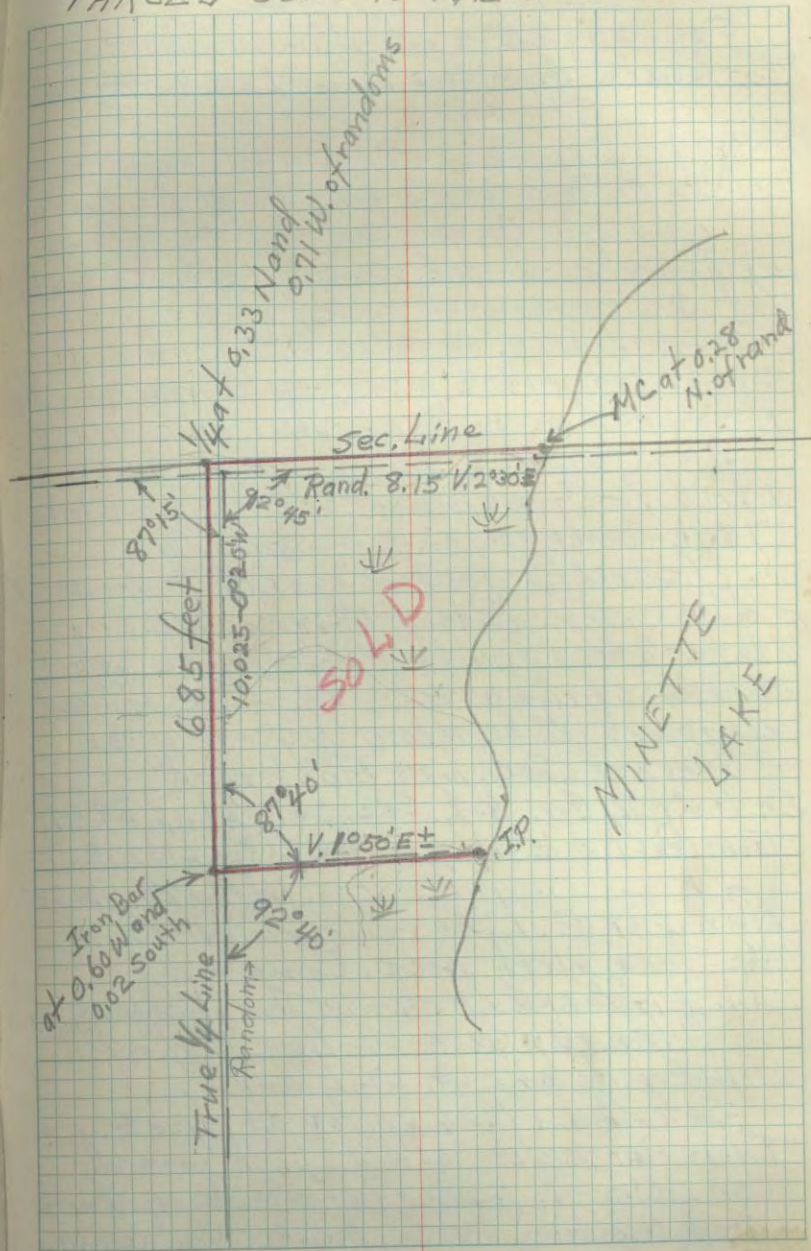 PARCEL
1/4 at 0.33 N and
0.71 W. of randoms
MC at 0.28
N. of rand
Sec. Line
Rand. 8.15 V. 2°30'E
87°15'
92°45'
685 feet
10.025 - 0°20'W
SOLD
MINETTE
LAKE
87°40'
V. 1°50'E±
I.P.
Iron Bar
at 0.60 W and
0.02 South
92°40'
True 1/4 Line
Random